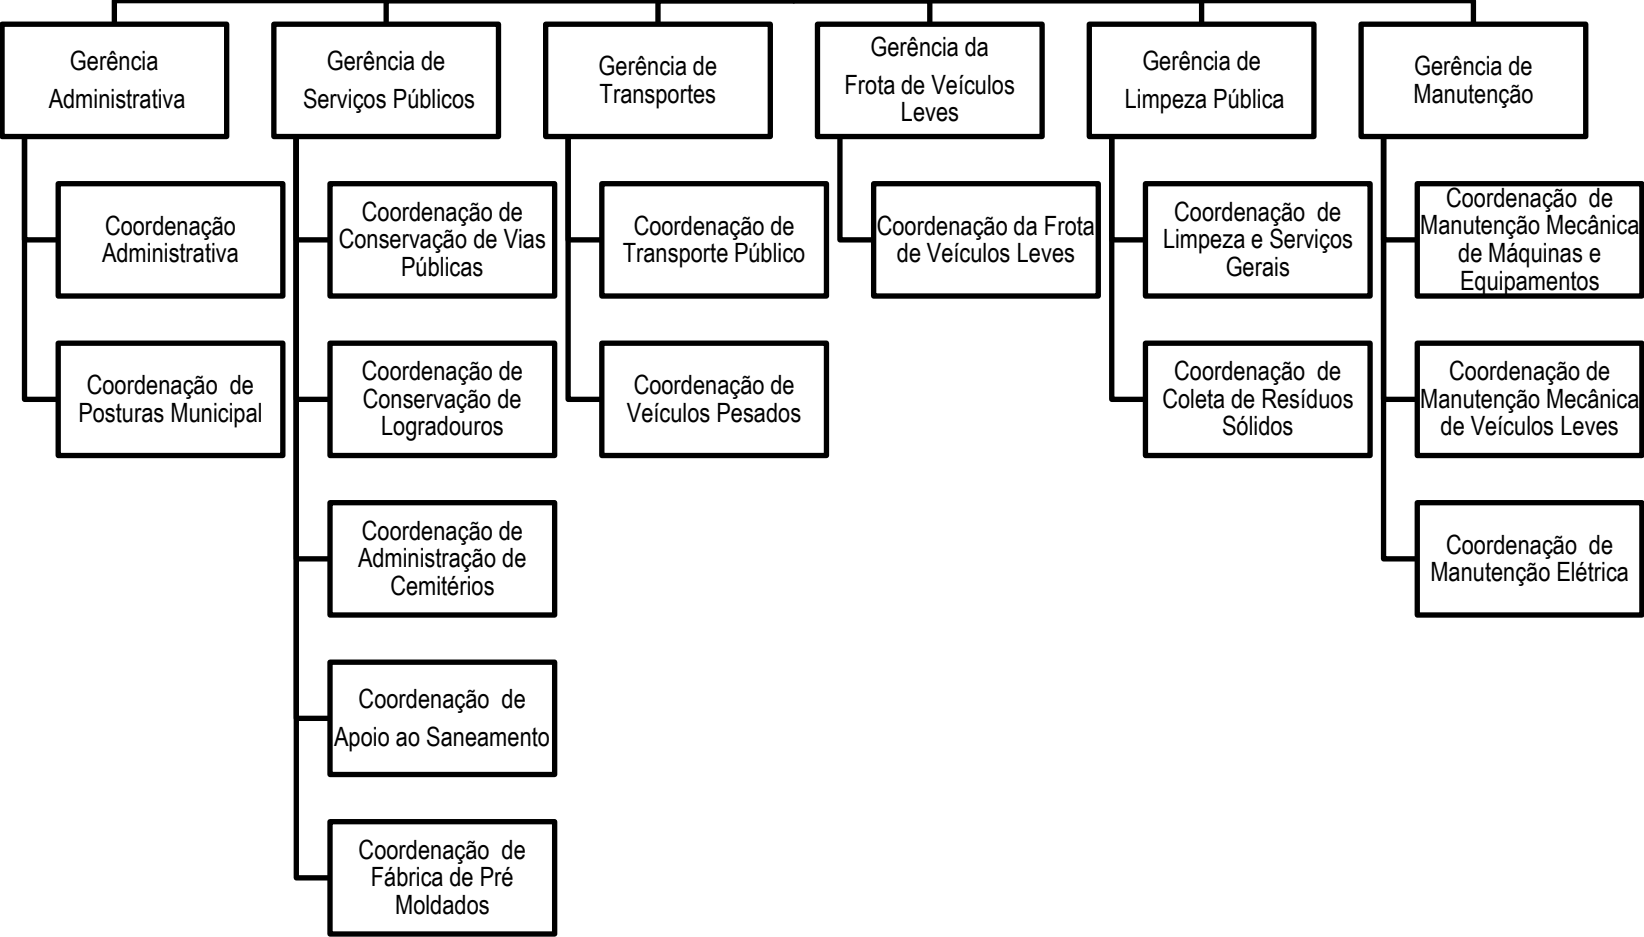 Gerência
Administrativa
Gerência de
Serviços Públicos
Gerência de
Transportes
Gerência da
Frota de Veículos
Leves
Gerência de
Limpeza Pública
Gerência de
Manutenção
Coordenação
Administrativa
Coordenação de
Posturas Municipal
Coordenação de
Conservação de Vias
Públicas
Coordenação de
Conservação de
Logradouros
Coordenação de
Administração de
Cemitérios
Coordenação de
Apoio ao Saneamento
Coordenação de
Fábrica de Pré
Moldados
Coordenação de
Transporte Público
Coordenação de
Veículos Pesados
Coordenação da Frota
de Veículos Leves
Coordenação de
Limpeza e Serviços
Gerais
Coordenação de
Coleta de Resíduos
Sólidos
Coordenação de
Manutenção Mecânica
de Máquinas e
Equipamentos
Coordenação de
Manutenção Mecânica
de Veículos Leves
Coordenação de
Manutenção Elétrica